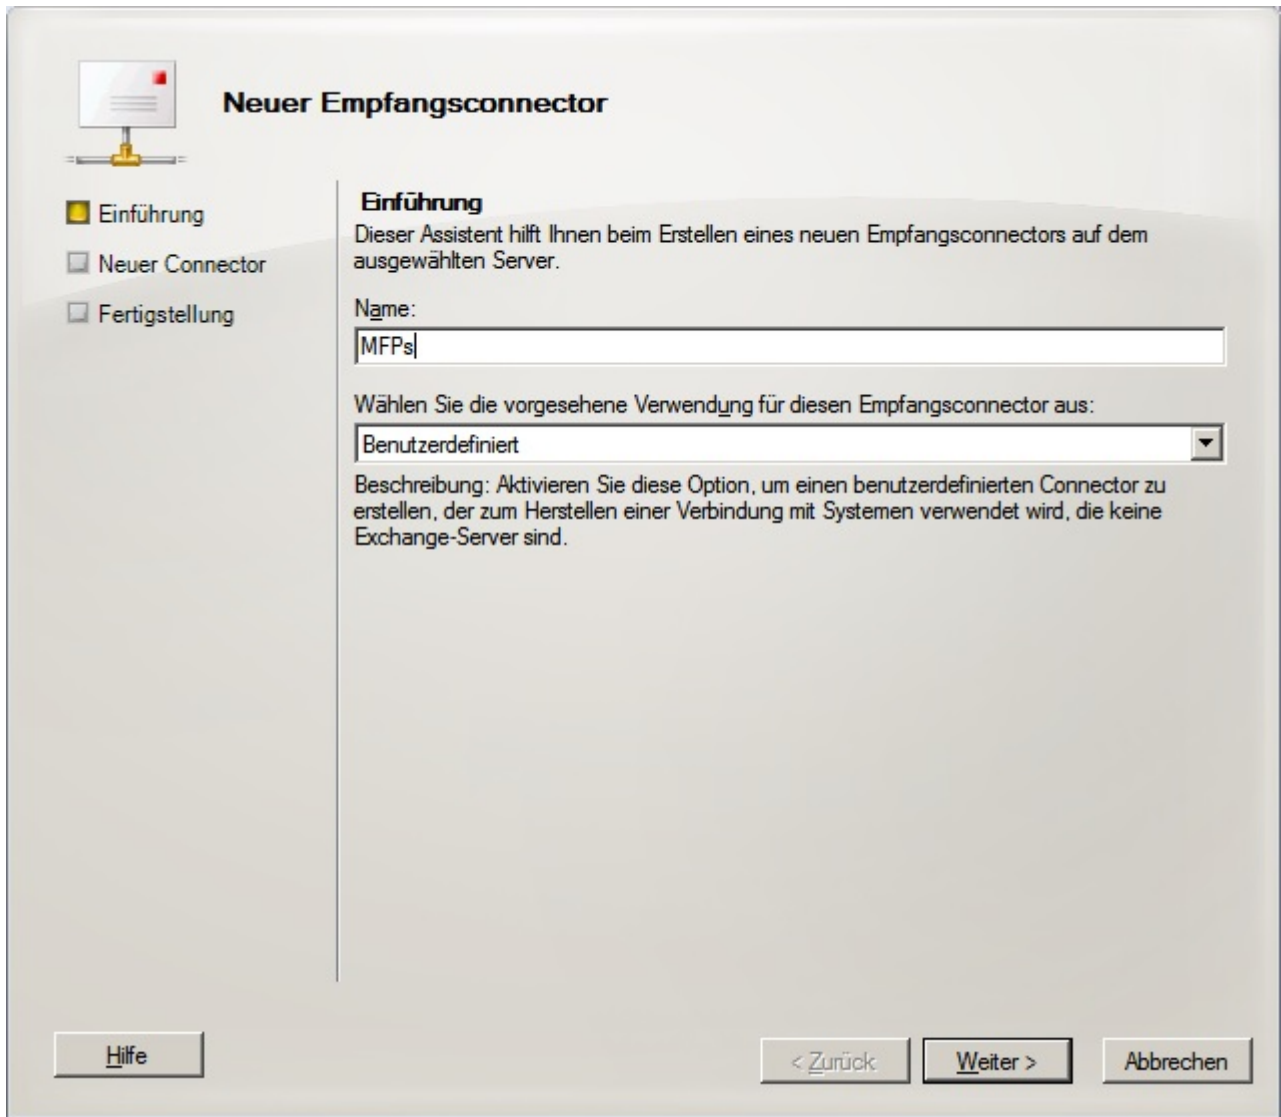 Neuer Empfangsconnector
Einführung
Neuer Connector
Fertigstellung
Einführung
Dieser Assistent hilft Ihnen beim Erstellen eines neuen Empfangsconnectors auf dem
ausgewählten Server.
Name:
MFPs
Wählen Sie die vorgesehene Verwendung für diesen Empfangsconnector aus:
Benutzerdefiniert
Beschreibung: Aktivieren Sie diese Option, um einen benutzerdefinierten Connector zu
erstellen, der zum Herstellen einer Verbindung mit Systemen verwendet wird, die keine
Exchange-Server sind.
Hilfe
< Zurück
Weiter >
Abbrechen